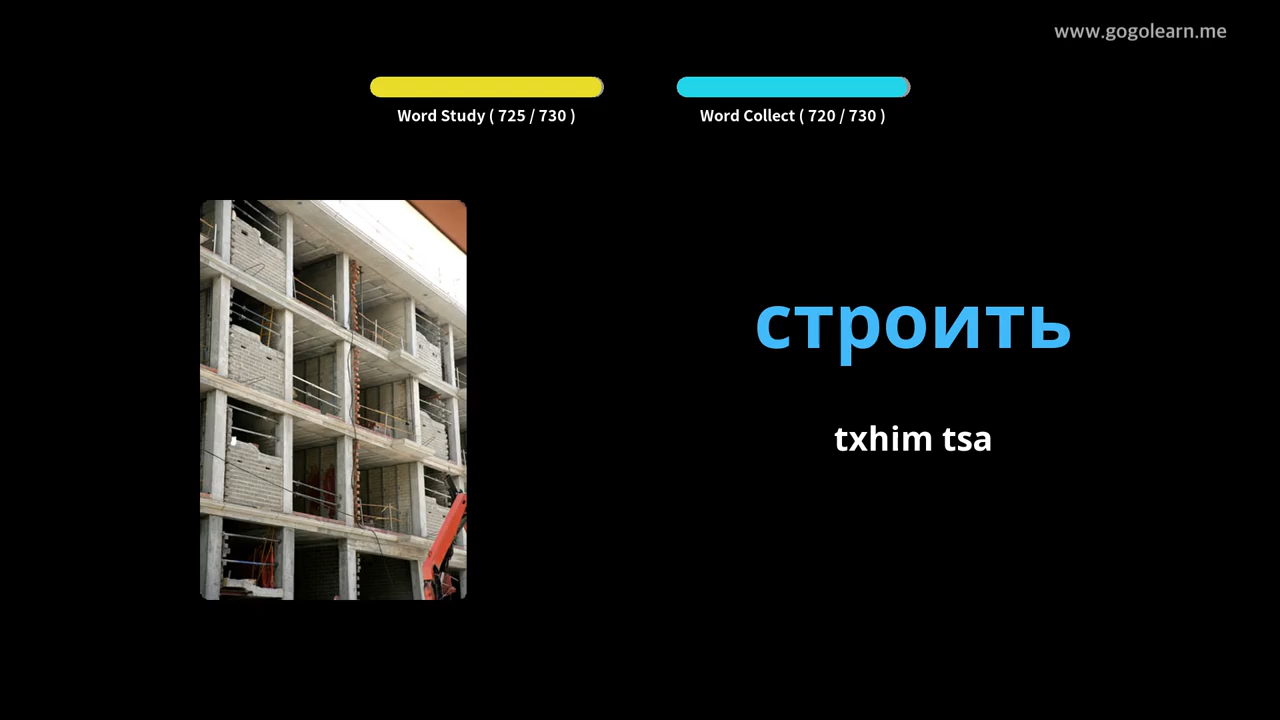 www.gogolearn.me
Word Study ( 725 / 730 )
Word Collect ( 720 / 730 )
строить
txhim tsa